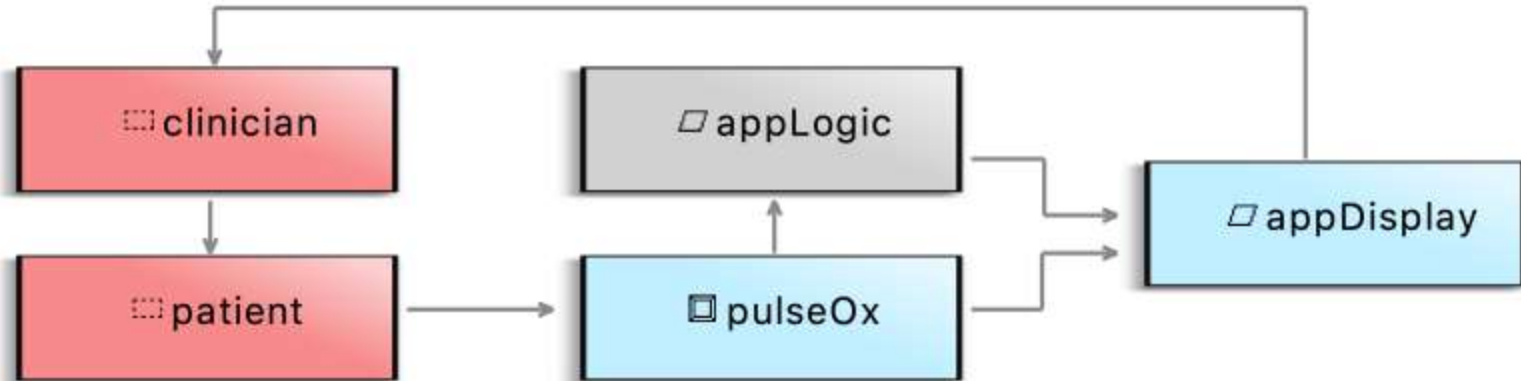 clinician
appLogic
appDisplay
patient
pulseOx